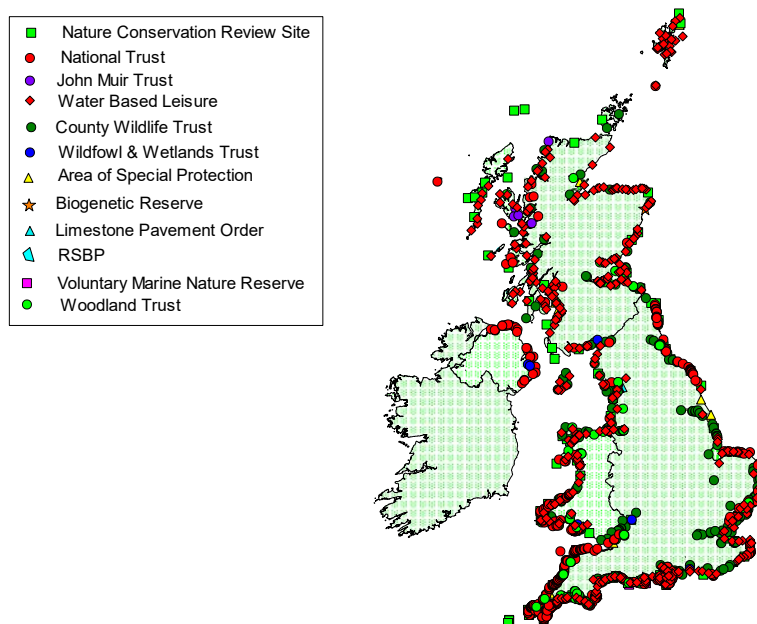 Nature Conservation Review Site
National Trust
John Muir Trust
Water Based Leisure
County Wildlife Trust
Wildfowl & Wetlands Trust
Area of Special Protection
Biogenetic Reserve
Limestone Pavement Order
RSBP
Voluntary Marine Nature Reserve
Woodland Trust